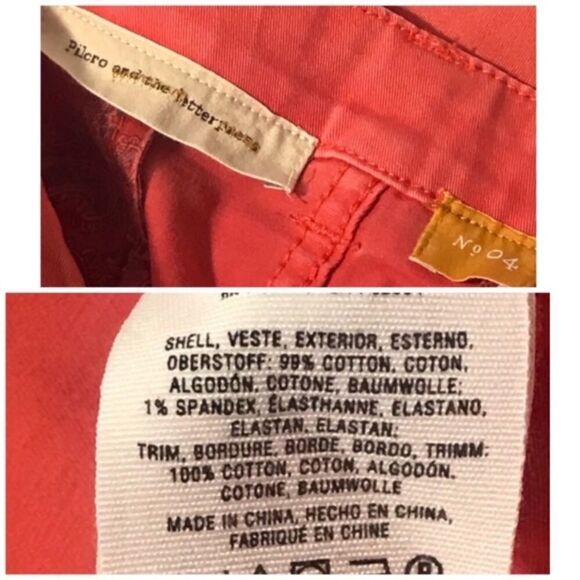 Pilcro and the Letterpress
No 04.
SHELL, VESTE, EXTERIOR, ESTERNO,
OBERSTOFF: 99% COTTON, COTON,
ALGODÓN, COTONE, BAUMWOLLE;
1% SPANDEX, ÉLASTHANNE, ELASTANO,
ELASTAN, ELASTAN;
TRIM, BORDURE, BORDE, BORDO, TRIMM:
100% COTTON, COTON, ALGODÓN,
COTONE, BAUMWOLLE
MADE IN CHINA, HECHO EN CHINA,
FABRIQUÉ EN CHINE